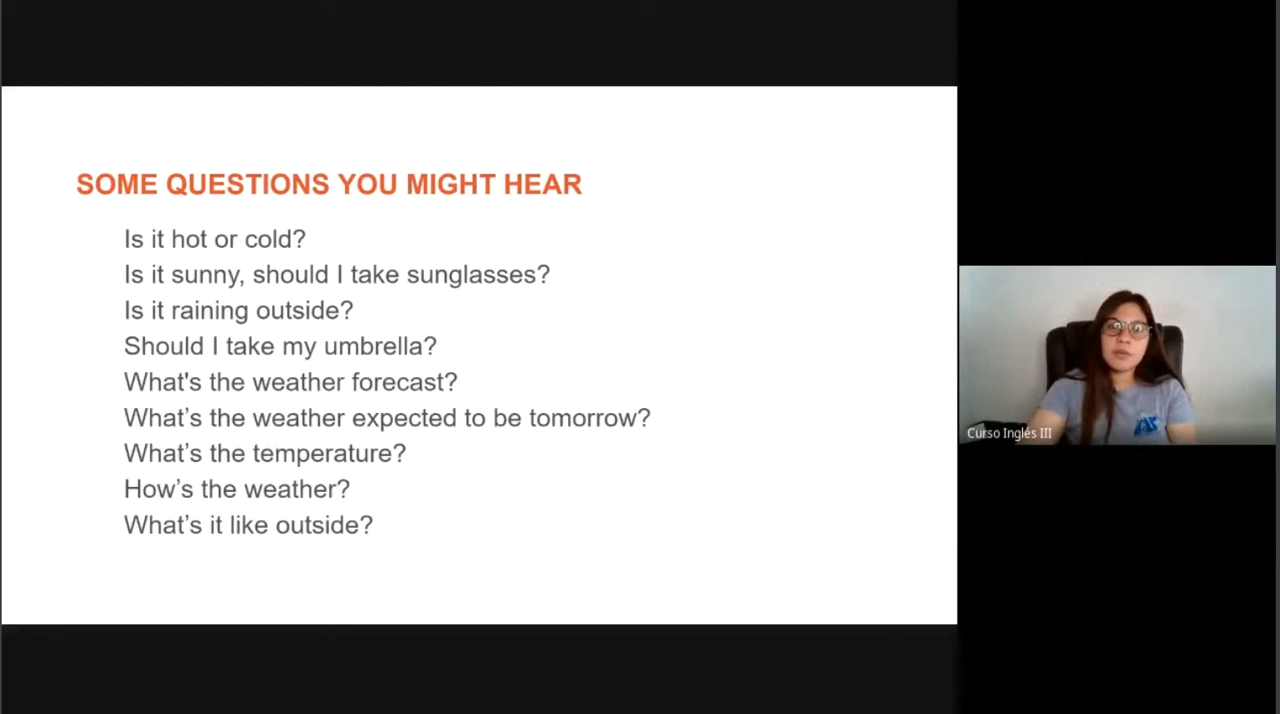 SOME QUESTIONS YOU MIGHT HEAR
Is it hot or cold?
Is it sunny, should I take sunglasses?
Is it raining outside?
Should I take my umbrella?
What's the weather forecast?
What’s the weather expected to be tomorrow?
What’s the temperature?
How’s the weather?
What’s it like outside?
Curso Inglés III